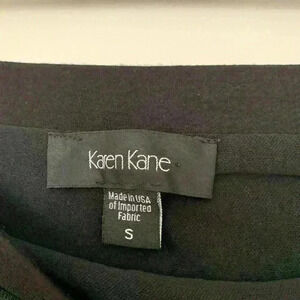 Karen Kane
Made in USA
of Imported
Fabric
S